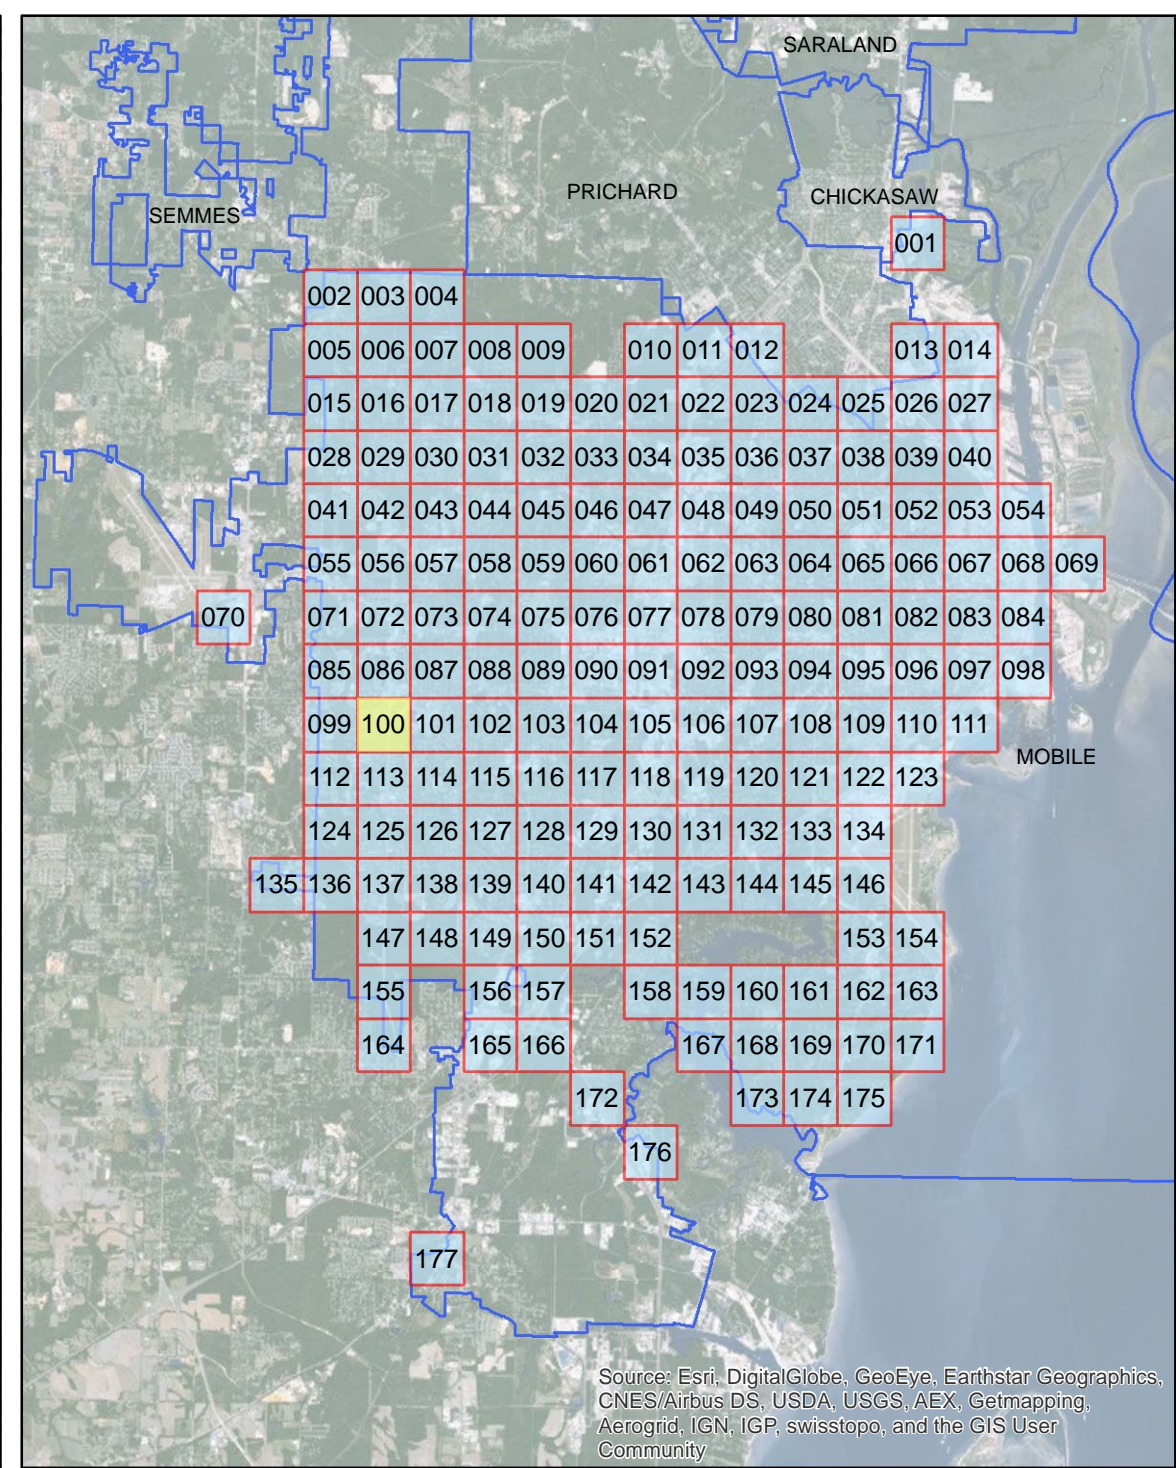 SARALAND
PRICHARD
CHICKASAW
SEMMES
001
002 003 004
005 006 007 008 009 010 011 012 013 014
015 016 017 018 019 020 021 022 023 024 025 026 027
028 029 030 031 032 033 034 035 036 037 038 039 040
041 042 043 044 045 046 047 048 049 050 051 052 053 054
055 056 057 058 059 060 061 062 063 064 065 066 067 068 069
070 071 072 073 074 075 076 077 078 079 080 081 082 083 084
085 086 087 088 089 090 091 092 093 094 095 096 097 098
099 100 101 102 103 104 105 106 107 108 109 110 111
MOBILE
112 113 114 115 116 117 118 119 120 121 122 123
124 125 126 127 128 129 130 131 132 133 134
135 136 137 138 139 140 141 142 143 144 145 146
147 148 149 150 151 152 153 154
155 156 157 158 159 160 161 162 163
164 165 166 167 168 169 170 171
172 173 174 175
176
177
Source: Esri, DigitalGlobe, GeoEye, Earthstar Geographics,
CNES/Airbus DS, USDA, USGS, AEX, Getmapping,
Aerogrid, IGN, IGP, swisstopo, and the GIS User
Community